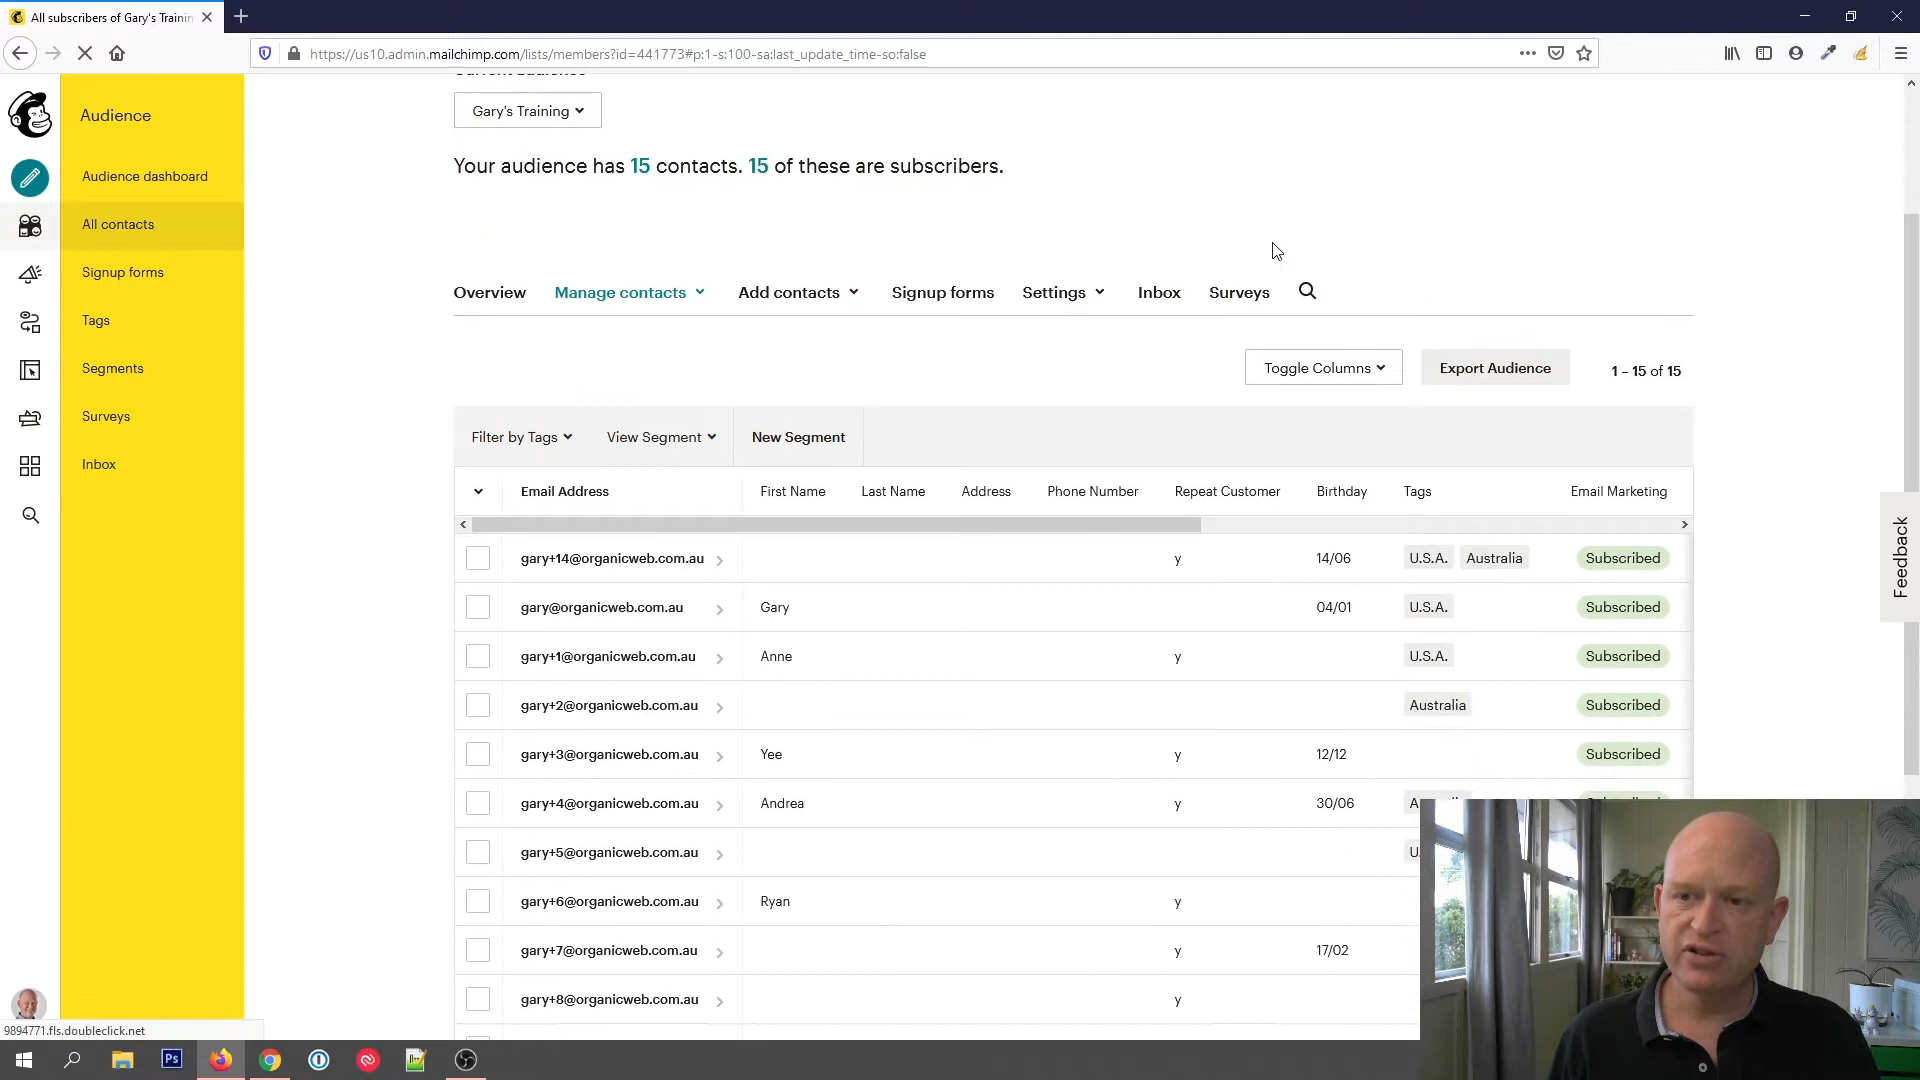 All subscribers of Gary's Trainin
https://us10.admin.mailchimp.com/lists/members?id=441773#p:1-s:100-sa:last_update_time-so:false
Current audience
Gary's Training
Your audience has 15 contacts. 15 of these are subscribers.
Audience
Audience dashboard
All contacts
Signup forms
Tags
Segments
Surveys
Inbox
Overview Manage contacts Add contacts Signup forms Settings Inbox Surveys
Toggle Columns Export Audience 1 – 15 of 15
Filter by Tags View Segment New Segment
Email Address First Name Last Name Address Phone Number Repeat Customer Birthday Tags Email Marketing
gary+14@organicweb.com.au y 14/06 U.S.A. Australia Subscribed
gary@organicweb.com.au Gary 04/01 U.S.A. Subscribed
gary+1@organicweb.com.au Anne y U.S.A. Subscribed
gary+2@organicweb.com.au Australia Subscribed
gary+3@organicweb.com.au Yee y 12/12 Subscribed
gary+4@organicweb.com.au Andrea y 30/06
gary+5@organicweb.com.au
gary+6@organicweb.com.au Ryan y
gary+7@organicweb.com.au y 17/02
gary+8@organicweb.com.au y
Feedback
9894771.fls.doubleclick.net
Ps